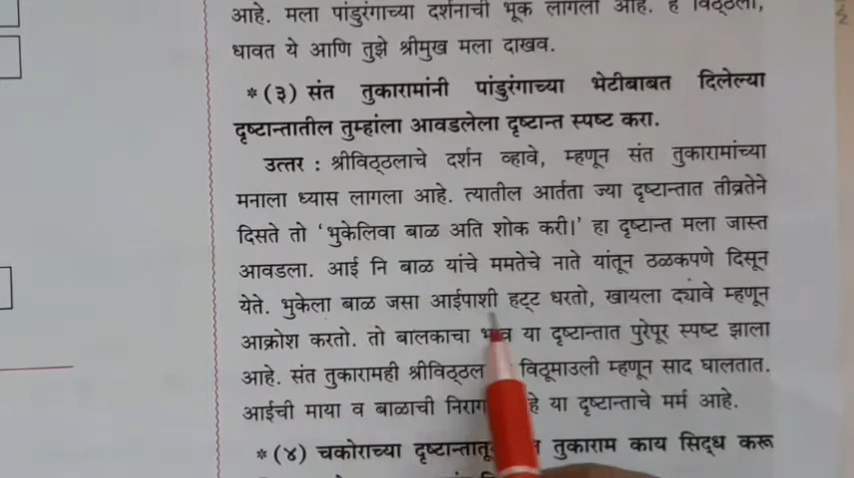 आहे. मला पांडुरंगाच्या दर्शनाची भूक लागली आहे. हे विठ्ठला,
धावत ये आणि तुझे श्रीमुख मला दाखव.
* (३) संत तुकारामांनी पांडुरंगाच्या भेटीबाबत दिलेल्या
दृष्टान्तातील तुम्हांला आवडलेला दृष्टान्त स्पष्ट करा.
उत्तर : श्रीविठ्ठलाचे दर्शन व्हावे, म्हणून संत तुकारामांच्या
मनाला ध्यास लागला आहे. त्यातील आर्तता ज्या दृष्टान्तात तीव्रतेने
दिसते तो 'भुकेलिवा बाळ अति शोक करी।' हा दृष्टान्त मला जास्त
आवडला. आई नि बाळ यांचे ममतेचे नाते यांतून ठळकपणे दिसून
येते. भुकेला बाळ जसा आईपाशी हट्ट धरतो, खायला द्यावे म्हणून
आक्रोश करतो. तो बालकाचा भाव या दृष्टान्तात पुरेपूर स्पष्ट झाला
आहे. संत तुकारामही श्रीविठ्ठल विठूमाउली म्हणून साद घालतात.
आईची माया व बाळाची या दृष्टान्ताचे मर्म आहे.
* (४) चकोराच्या तुकाराम काय सिद्ध करू